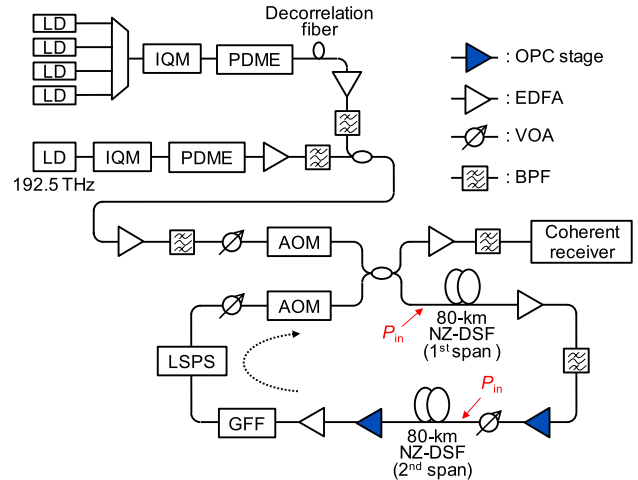 Decorrelation
fiber
LD
LD
LD
LD
IQM
PDME
: OPC stage
: EDFA
: VOA
: BPF
LD
IQM
PDME
192.5 THz
AOM
Coherent
receiver
AOM
Pin
80-km
NZ-DSF
(1st span)
LSPS
Pin
GFF
80-km
NZ-DSF
(2nd span)